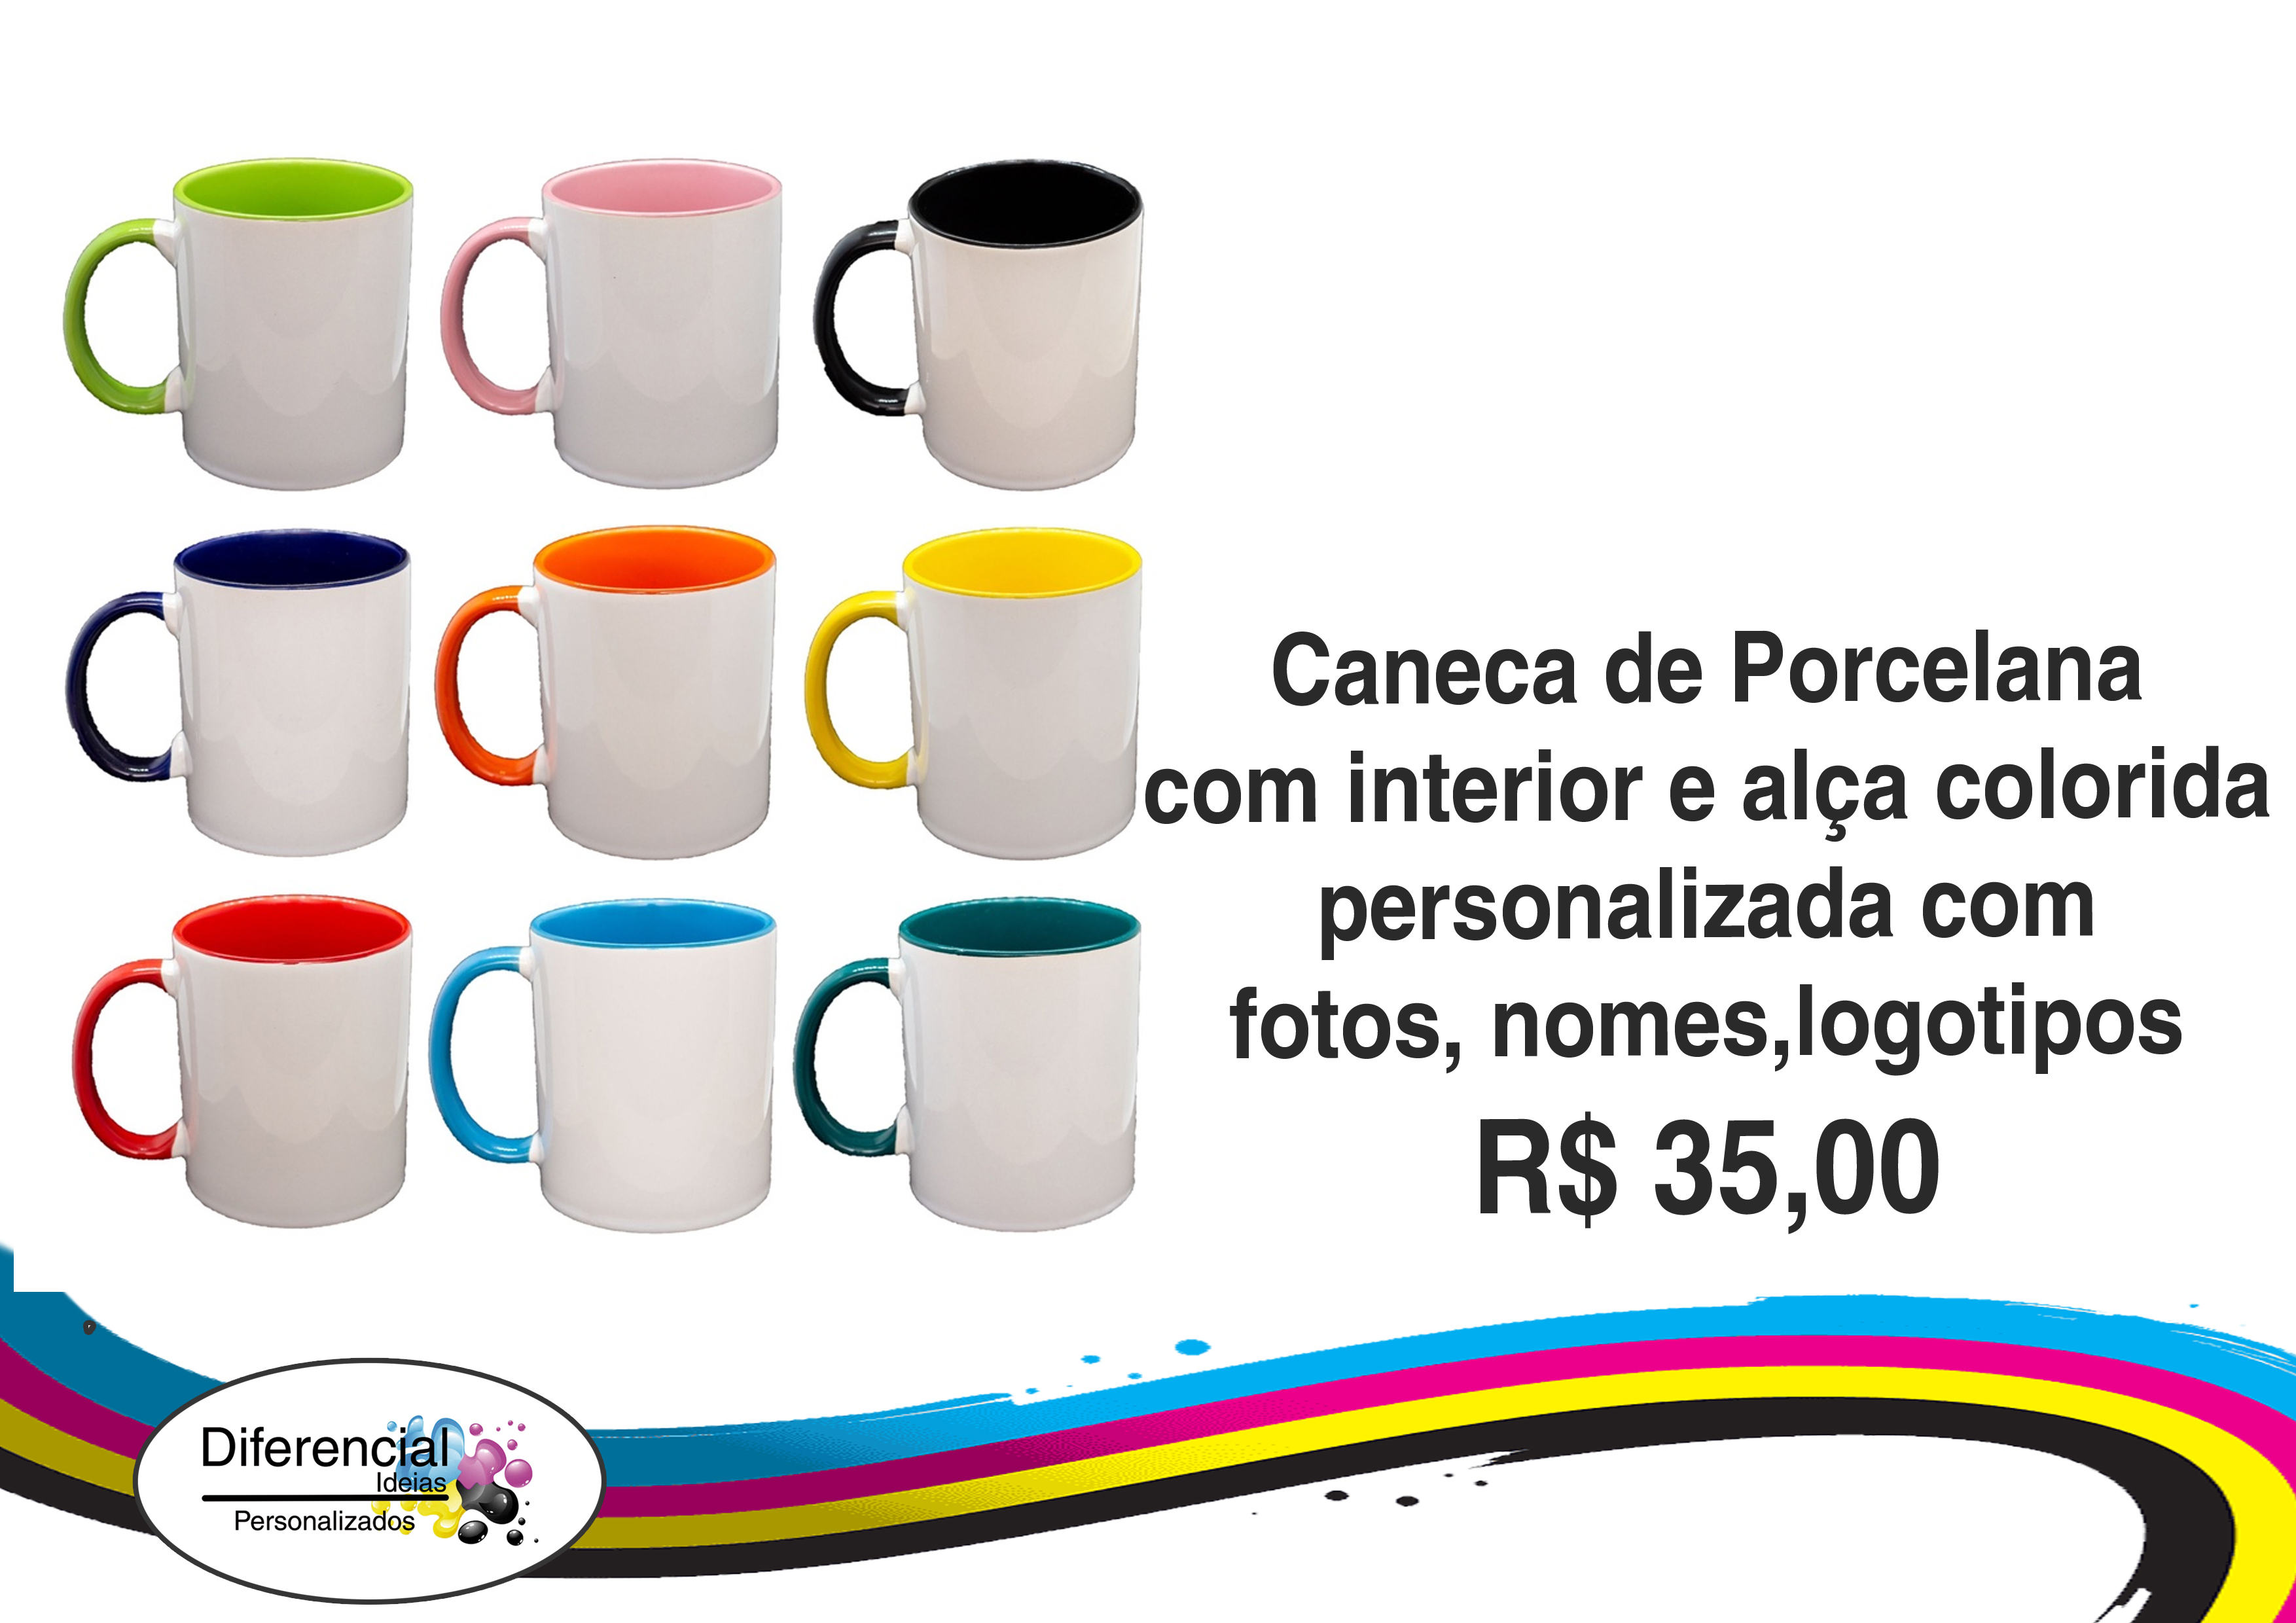 Caneca de Porcelana
com interior e alça colorida
personalizada com
fotos, nomes,logotipos
R$ 35,00
Diferencial
Ideias
Personalizados